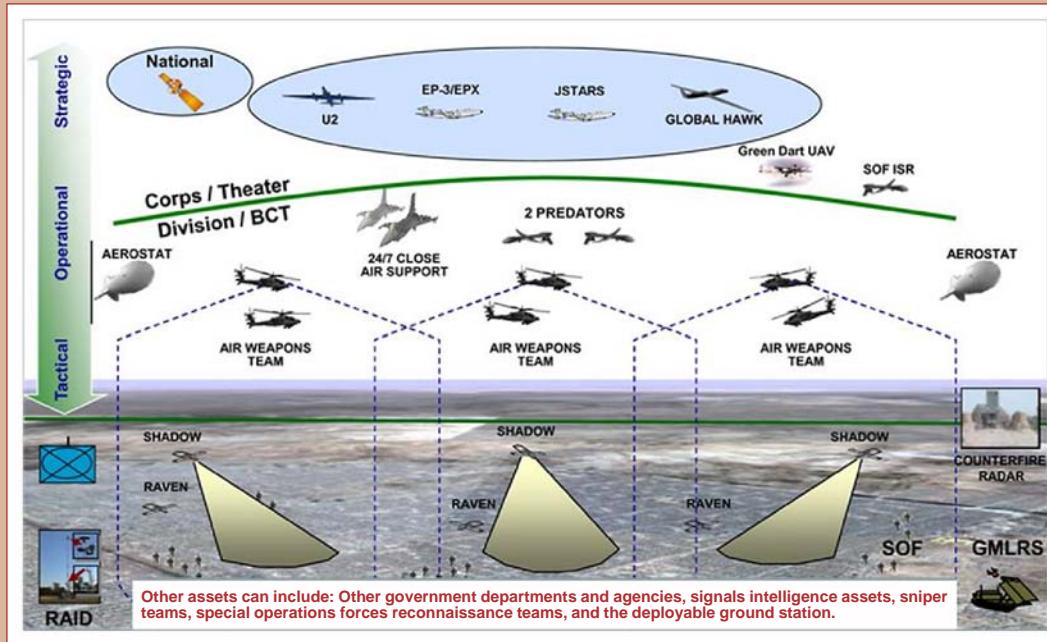 National
U2
EP-3/EPX
JSTARS
GLOBAL HAWK
Green Dart UAV
SOF ISR
Strategic
Operational
Tactical
Corps / Theater
Division / BCT
24/7 CLOSE
AIR SUPPORT
2 PREDATORS
AEROSTAT
AEROSTAT
AIR WEAPONS
TEAM
AIR WEAPONS
TEAM
AIR WEAPONS
TEAM
SHADOW
SHADOW
SHADOW
COUNTERFIRE
RADAR
RAVEN
RAVEN
RAVEN
SOF
GMLRS
RAID
Other assets can include: Other government departments and agencies, signals intelligence assets, sniper
teams, special operations forces reconnaissance teams, and the deployable ground station.